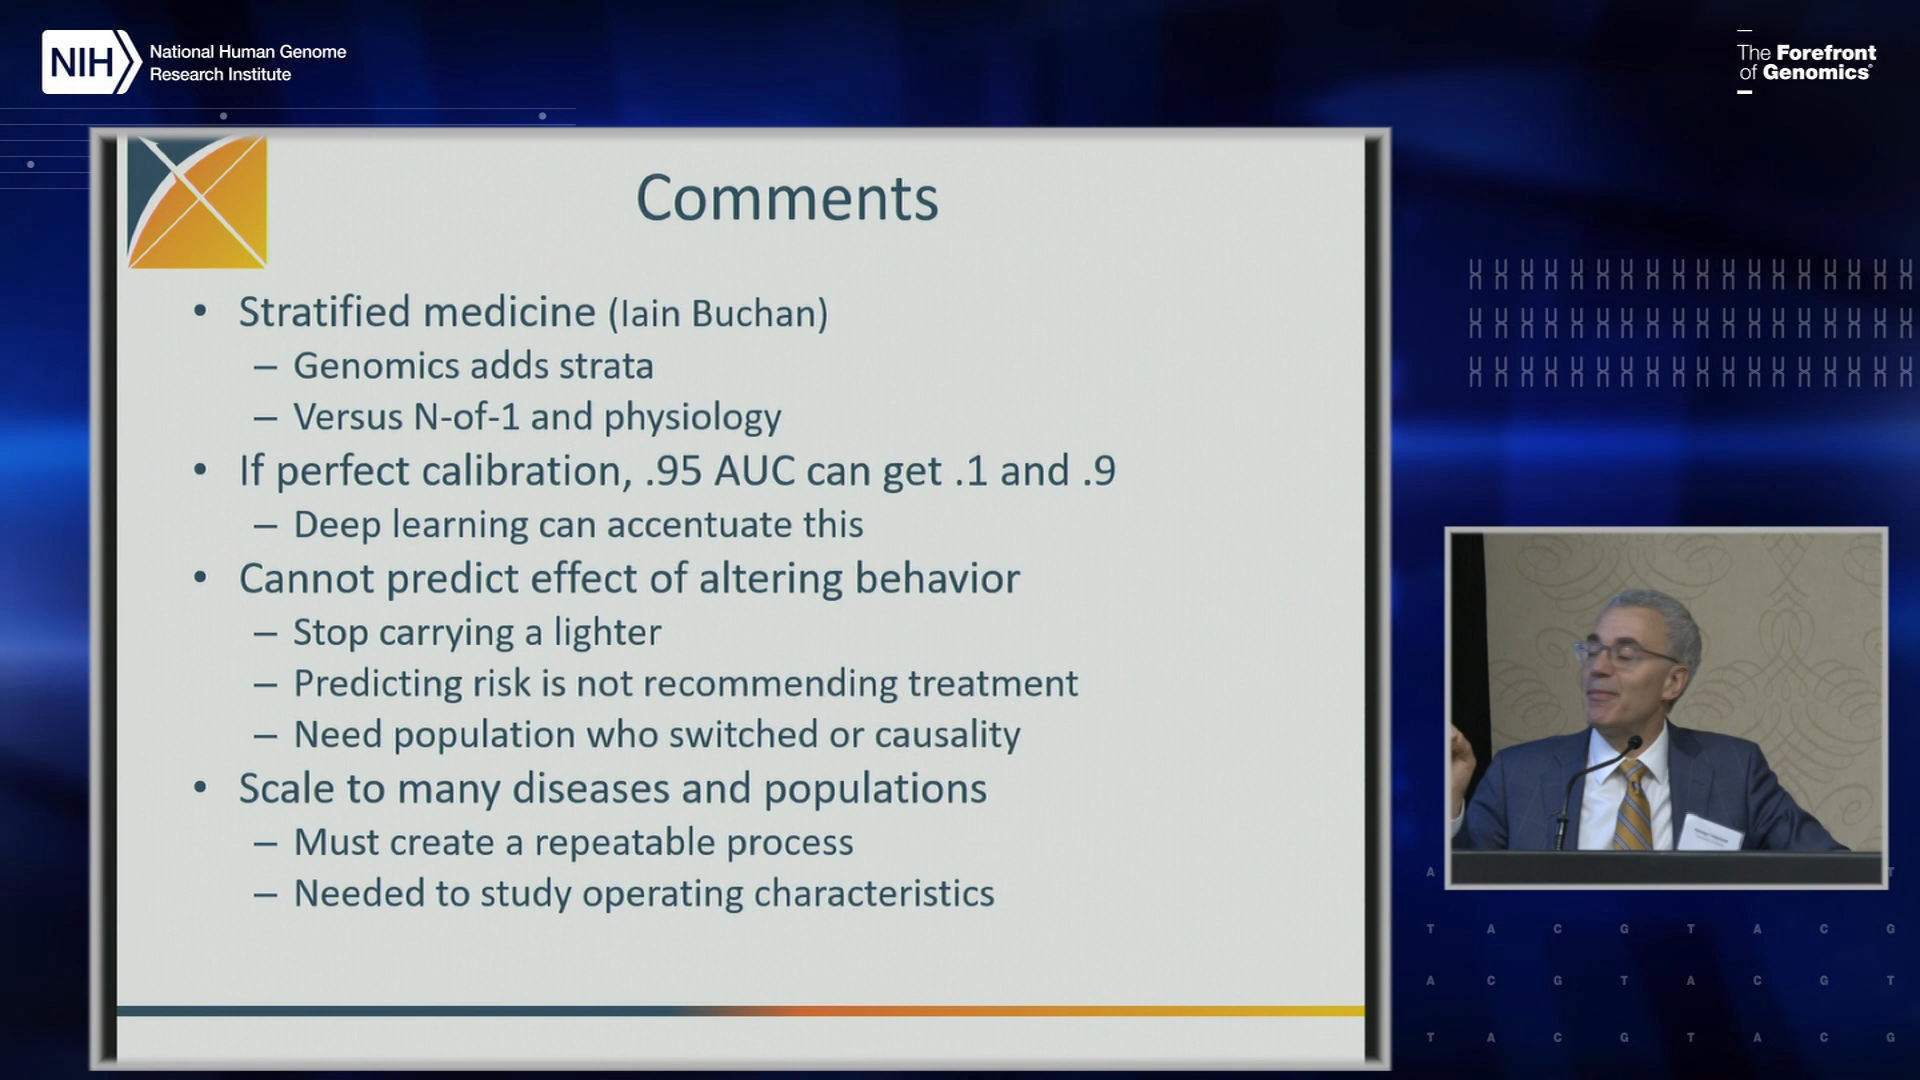 NIH National Human Genome
Research Institute
The Forefront
of Genomics®
Comments
• Stratified medicine (Iain Buchan)
– Genomics adds strata
– Versus N-of-1 and physiology
• If perfect calibration, .95 AUC can get .1 and .9
– Deep learning can accentuate this
• Cannot predict effect of altering behavior
– Stop carrying a lighter
– Predicting risk is not recommending treatment
– Need population who switched or causality
• Scale to many diseases and populations
– Must create a repeatable process
– Needed to study operating characteristics
A T
T A C G T A C G
A C G T A C G T
T A C G T A C G